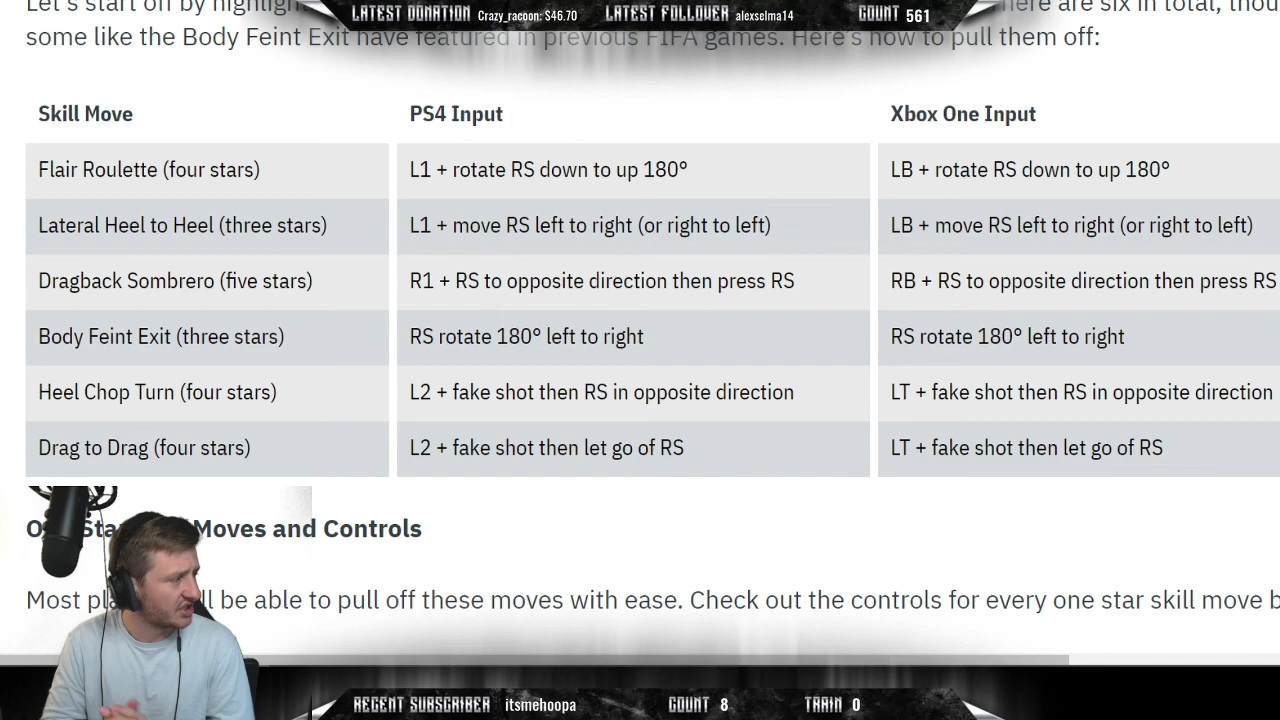 LATEST DONATION Crazy_racoon: $46.70 LATEST FOLLOWER alexselma14 COUNT 561
Let's start off by in total,
some like the Body Feint Exit have featured in previous FIFA games. Here's how to pull them off:
Skill Move PS4 Input Xbox One Input
Flair Roulette (four stars) L1 + rotate RS down to up 180° LB + rotate RS down to up 180°
Lateral Heel to Heel (three stars) L1 + move RS left to right (or right to left) LB + move RS left to right (or right to left)
Dragback Sombrero (five stars) R1 + RS to opposite direction then press RS RB + RS to opposite direction then press RS
Body Feint Exit (three stars) RS rotate 180° left to right RS rotate 180° left to right
Heel Chop Turn (four stars) L2 + fake shot then RS in opposite direction LT + fake shot then RS in opposite direction
Drag to Drag (four stars) L2 + fake shot then let go of RS LT + fake shot then let go of RS
Moves and Controls
Most be able to pull off these moves with ease. Check out the controls for every one star skill move
RECENT SUBSCRIBER itsmehoopa COUNT 8 TRAIN 0